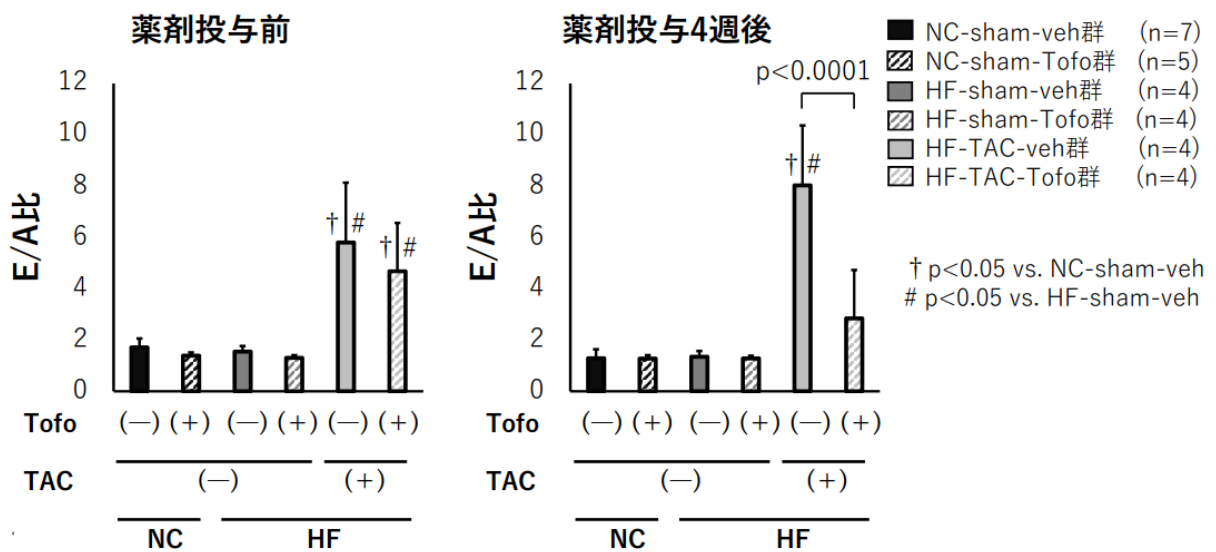 薬剤投与前
薬剤投与4週後
NC-sham-veh群 (n=7)
NC-sham-Tofo群 (n=5)
HF-sham-veh群 (n=4)
HF-sham-Tofo群 (n=4)
HF-TAC-veh群 (n=4)
HF-TAC-Tofo群 (n=4)
† p<0.05 vs. NC-sham-veh
# p<0.05 vs. HF-sham-veh
E/A比
12
10
8
6
4
2
0
†#
†#
Tofo (—) (+) (—) (+) (—) (+)
TAC (—) (+)
NC HF
E/A比
12
10
8
6
4
2
0
p<0.0001
†#
Tofo (—) (+) (—) (+) (—) (+)
TAC (—) (+)
NC HF